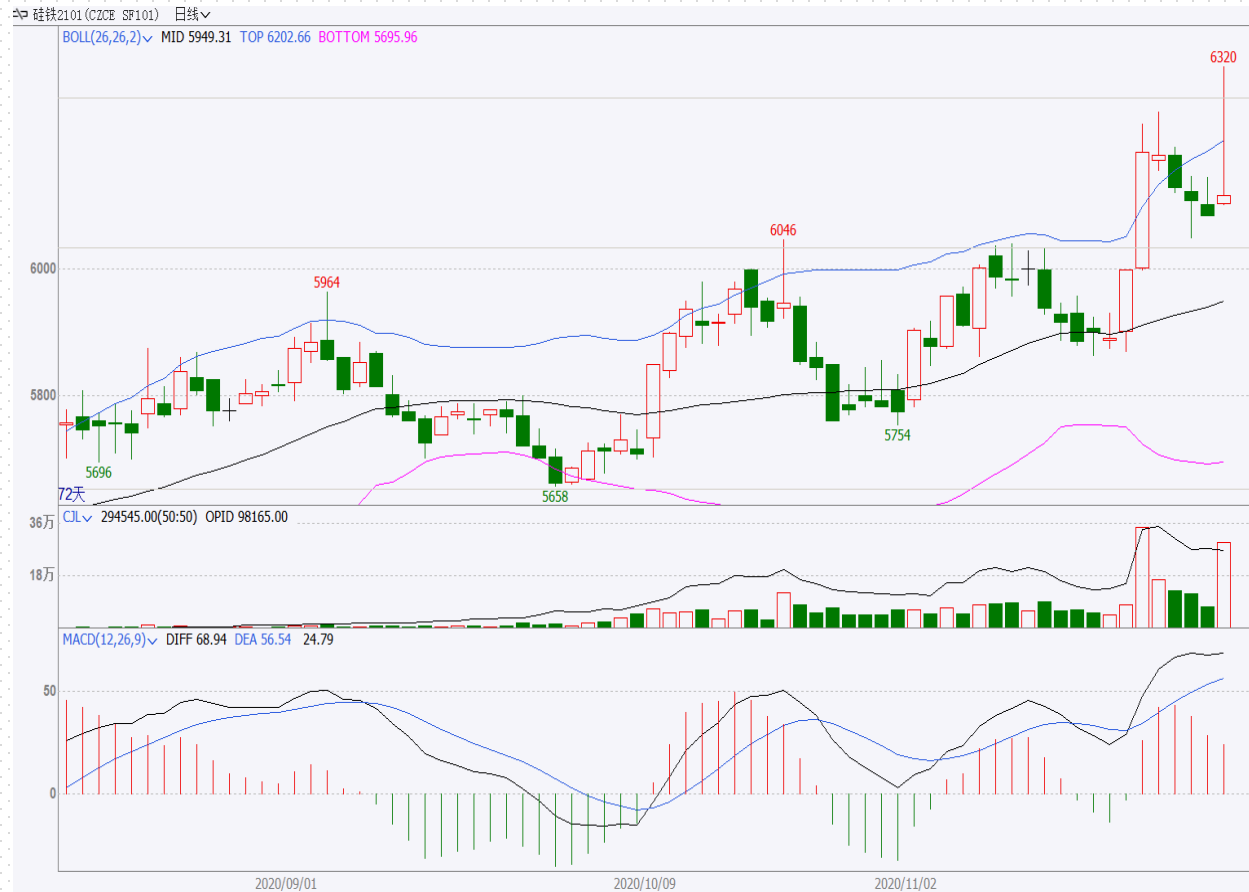 硅铁2101(CZCE SF101) 日线
BOLL(26,26,2) MID 5949.31 TOP 6202.66 BOTTOM 5695.96
6320
6046
6000
5964
5800
5754
5696
72天
5658
36万
CJL 294545.00(50:50) OPID 98165.00
18万
MACD(12,26,9) DIFF 68.94 DEA 56.54 24.79
50
0
2020/09/01 2020/10/09 2020/11/02